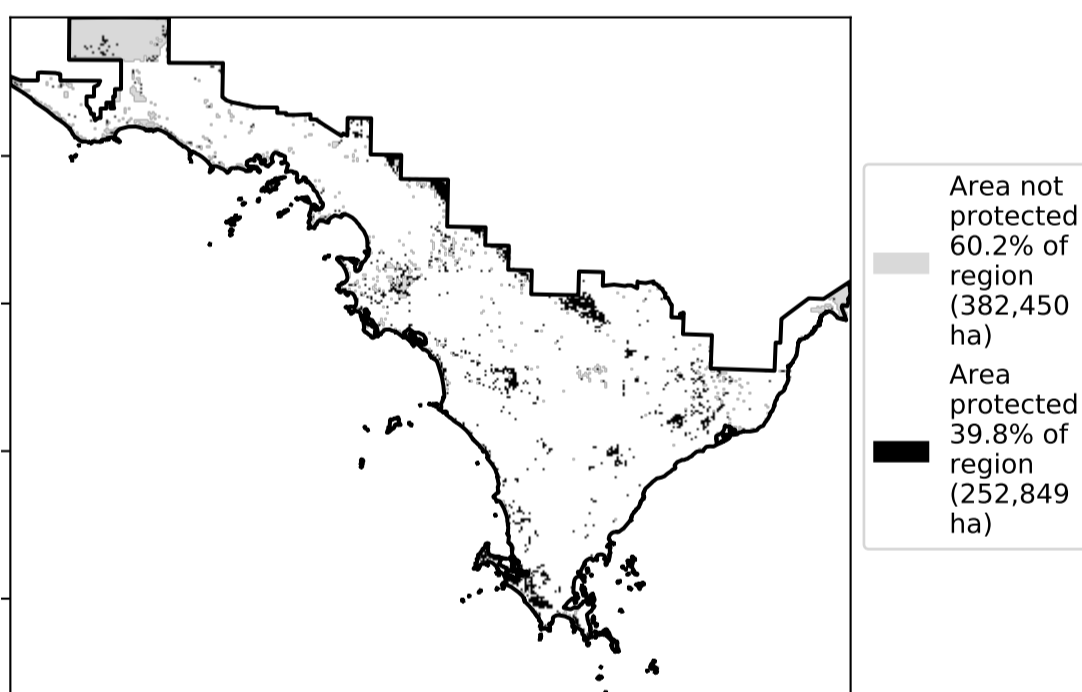 Area not
protected
60.2% of
region
(382,450
ha)
Area
protected
39.8% of
region
(252,849
ha)